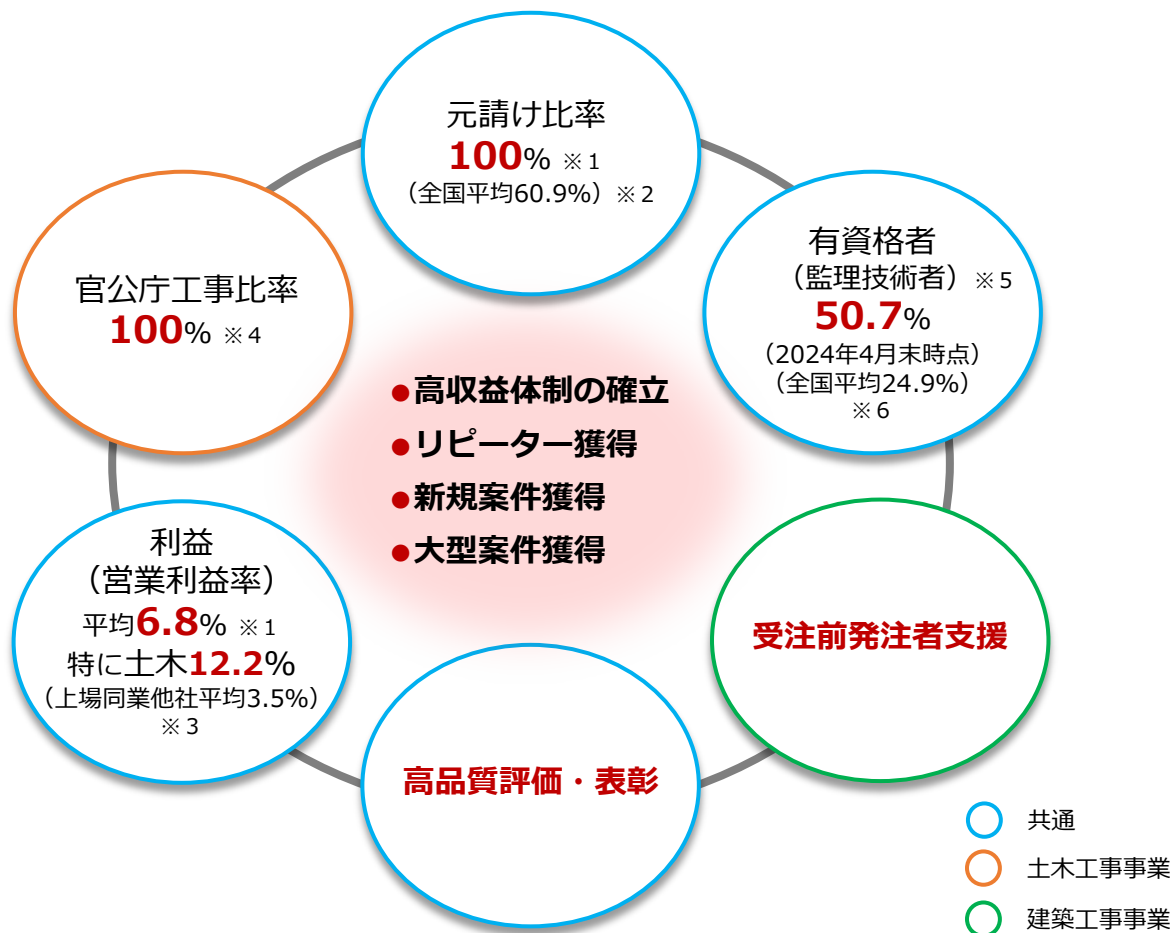 元請け比率
100% ※1
（全国平均60.9%）※2
有資格者
（監理技術者）※5
50.7%
（2024年4月末時点）
（全国平均24.9%）
※6
官公庁工事比率
100% ※4
●高収益体制の確立
●リピーター獲得
●新規案件獲得
●大型案件獲得
利益
（営業利益率）
平均6.8% ※1
特に土木12.2%
（上場同業他社平均3.5%）
※3
受注前発注者支援
高品質評価・表彰
共通
土木工事事業
建築工事事業